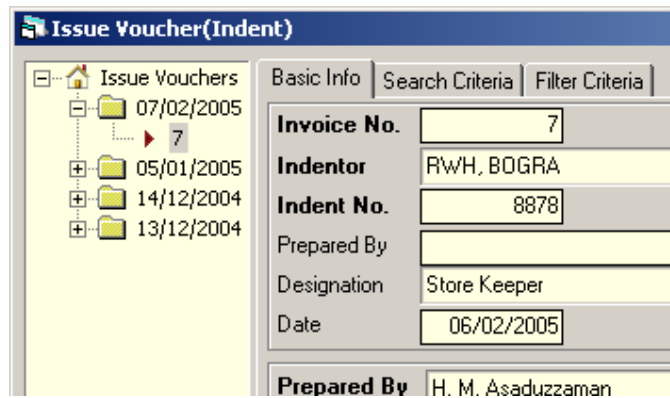 Issue Voucher(Indent)
Issue Vouchers
07/02/2005
7
05/01/2005
14/12/2004
13/12/2004
Basic Info Search Criteria Filter Criteria
Invoice No. 7
Indentor RWH, BOGRA
Indent No. 8878
Prepared By
Designation Store Keeper
Date 06/02/2005
Prepared By H. M. Asaduzzaman